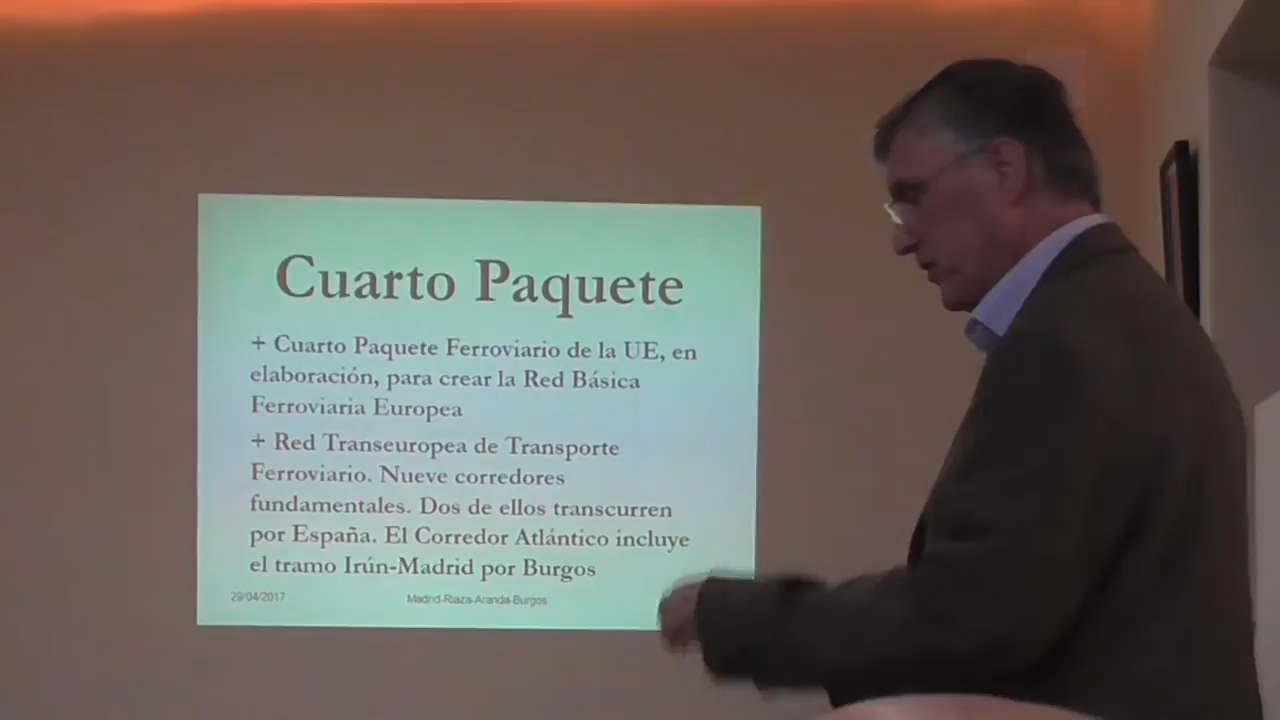 Cuarto Paquete
+ Cuarto Paquete Ferroviario de la UE, en
elaboración, para crear la Red Básica
Ferroviaria Europea
+ Red Transeuropea de Transporte
Ferroviario. Nueve corredores
fundamentales. Dos de ellos transcurren
por España. El Corredor Atlántico incluye
el tramo Irún-Madrid por Burgos
29/04/2017
Madrid-Riaza-Aranda-Burgos